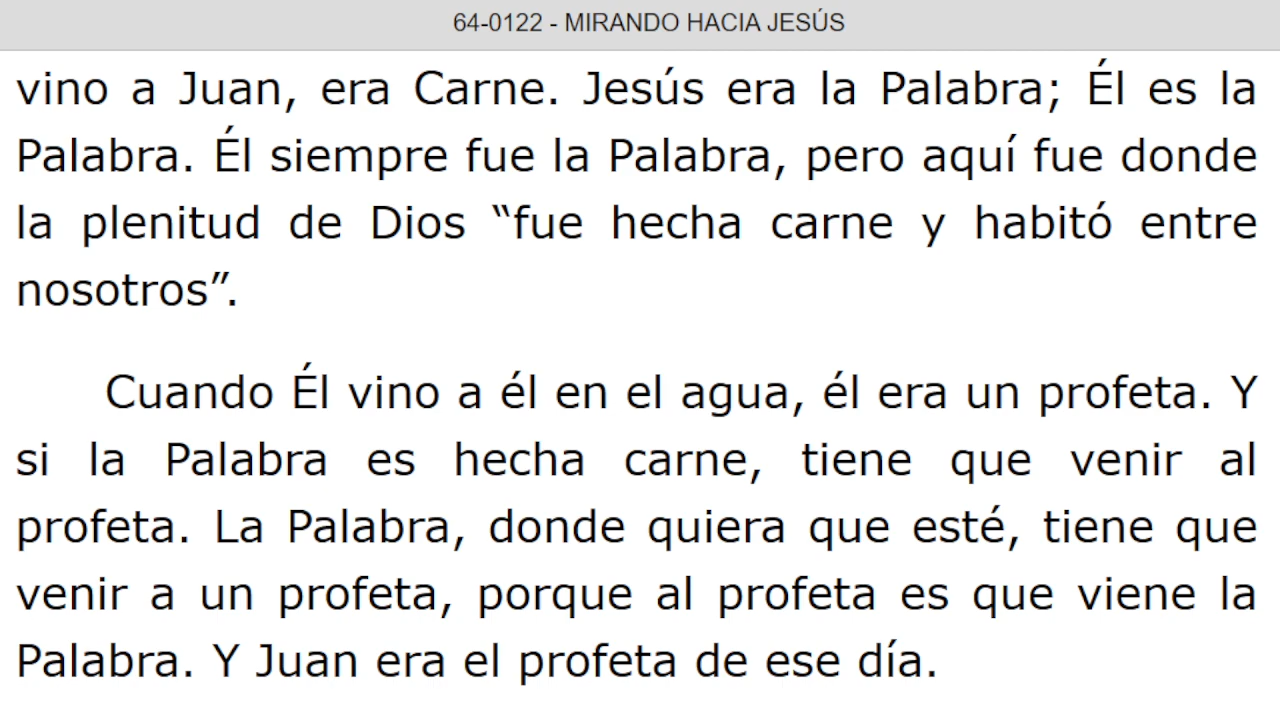 64-0122 - MIRANDO HACIA JESÚS
vino a Juan, era Carne. Jesús era la Palabra; Él es la
Palabra. Él siempre fue la Palabra, pero aquí fue donde
la plenitud de Dios “fue hecha carne y habitó entre
nosotros”.
Cuando Él vino a él en el agua, él era un profeta. Y
si la Palabra es hecha carne, tiene que venir al
profeta. La Palabra, donde quiera que esté, tiene que
venir a un profeta, porque al profeta es que viene la
Palabra. Y Juan era el profeta de ese día.